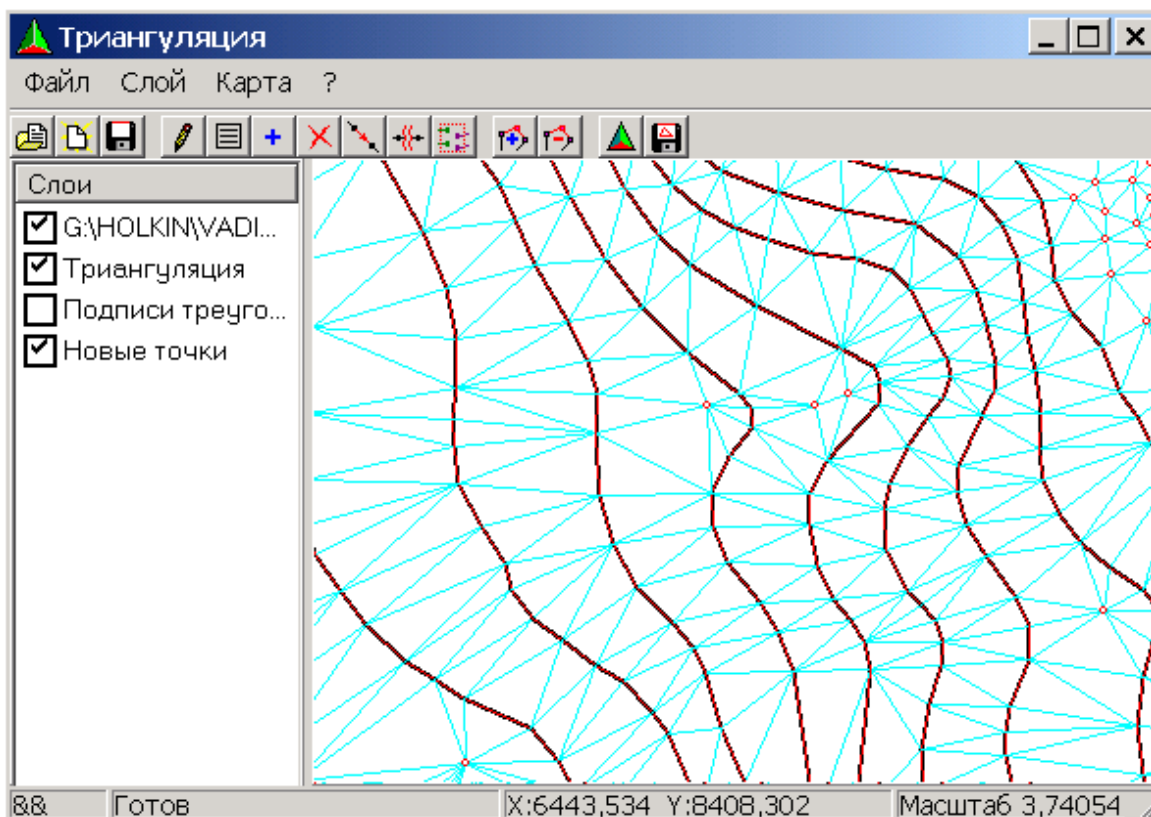 Триангуляция
Файл Слой Карта ?
Слои
G:\HOLKIN\VADI...
Триангуляция
Подписи треуго...
Новые точки
&& Готов X:6443,534 Y:8408,302 Масштаб 3,74054